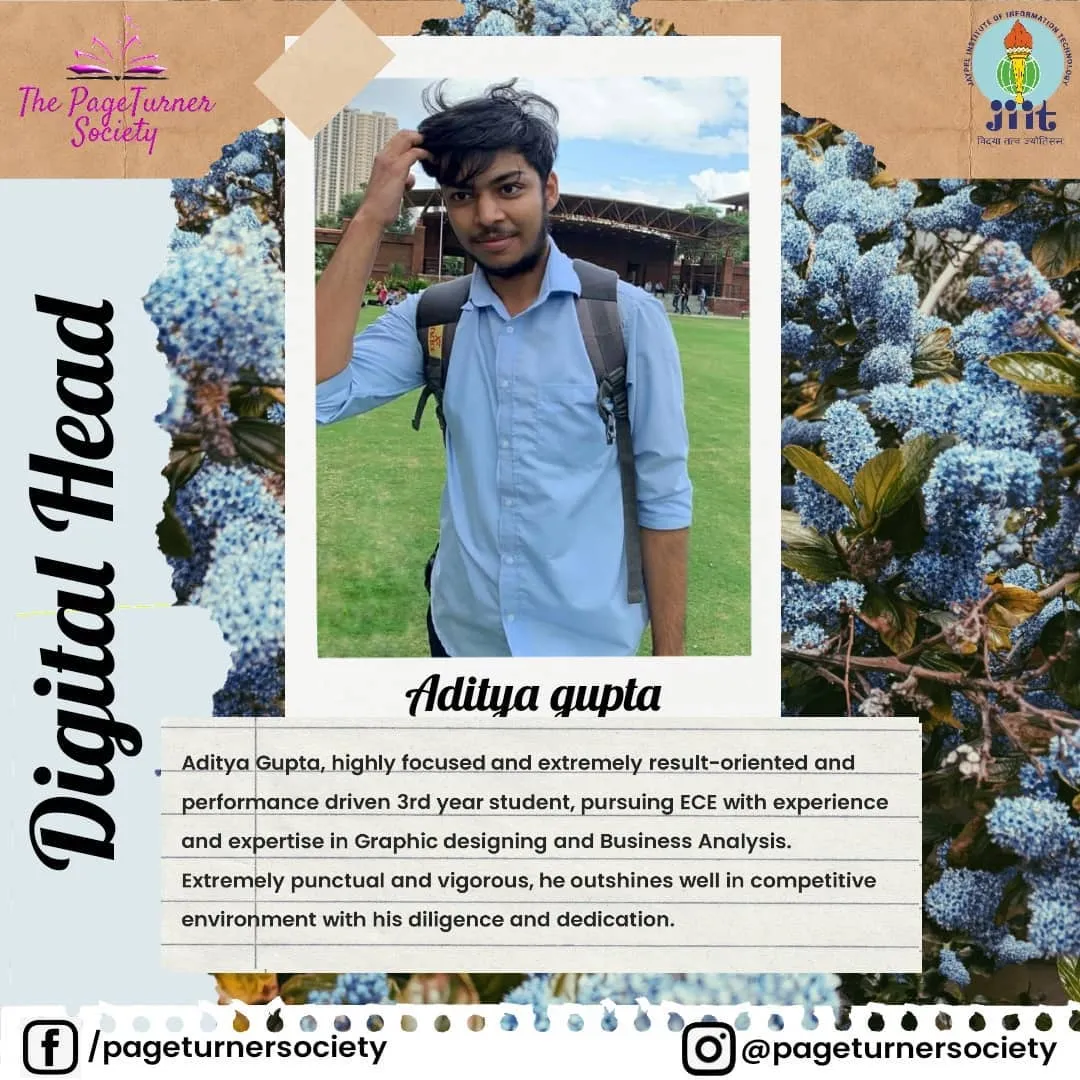 The PageTurner
Society
JAYPEE INSTITUTE OF INFORMATION TECHNOLOGY
jiit
विद्या तत्व ज्योतिसमः
Digital Head
Aditya gupta
Aditya Gupta, highly focused and extremely result-oriented and
performance driven 3rd year student, pursuing ECE with experience
and expertise in Graphic designing and Business Analysis.
Extremely punctual and vigorous, he outshines well in competitive
environment with his diligence and dedication.
/pageturnersociety
@pageturnersociety